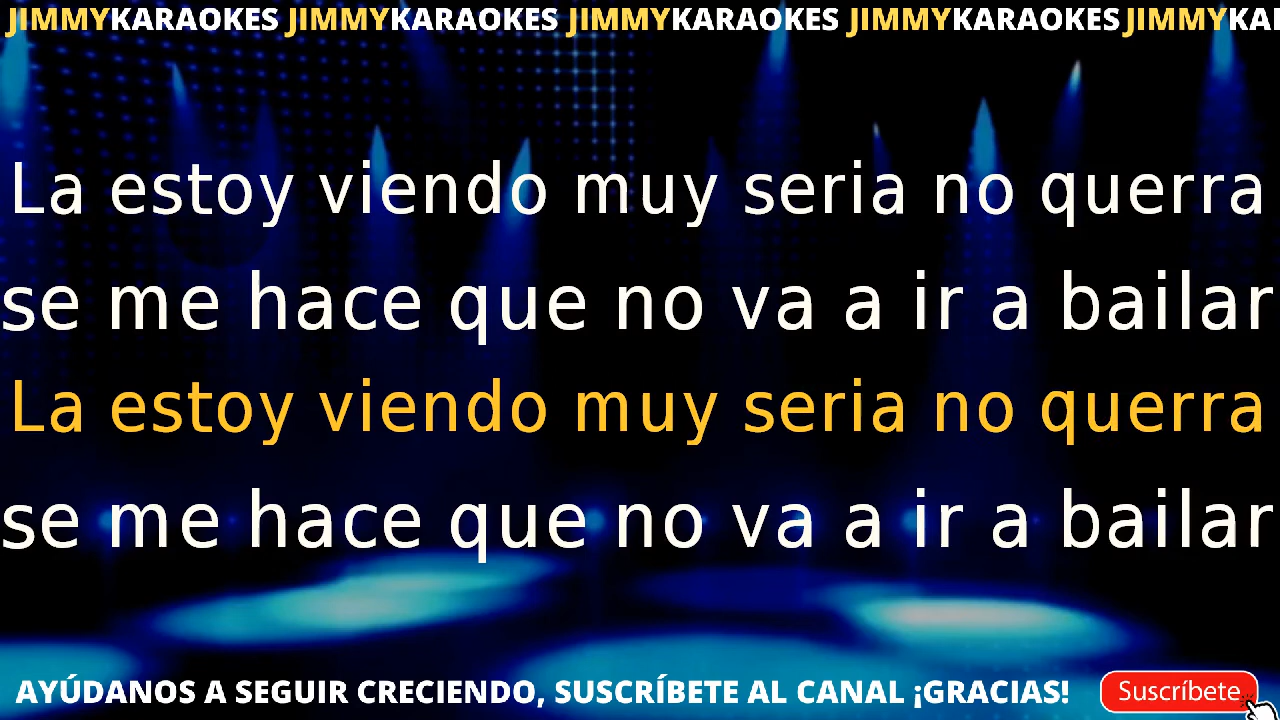 JIMMYKARAOKES JIMMYKARAOKES JIMMYKARAOKES JIMMYKARAOKES JIMMYKA
La estoy viendo muy seria no querra
se me hace que no va a ir a bailar
La estoy viendo muy seria no querra
se me hace que no va a ir a bailar
AYÚDANOS A SEGUIR CRECIENDO, SUSCRÍBETE AL CANAL ¡GRACIAS! Suscríbete